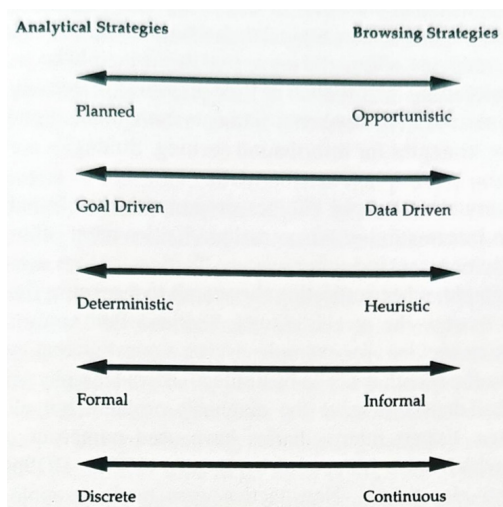 Analytical Strategies Browsing Strategies
Planned Opportunistic
Goal Driven Data Driven
Deterministic Heuristic
Formal Informal
Discrete Continuous